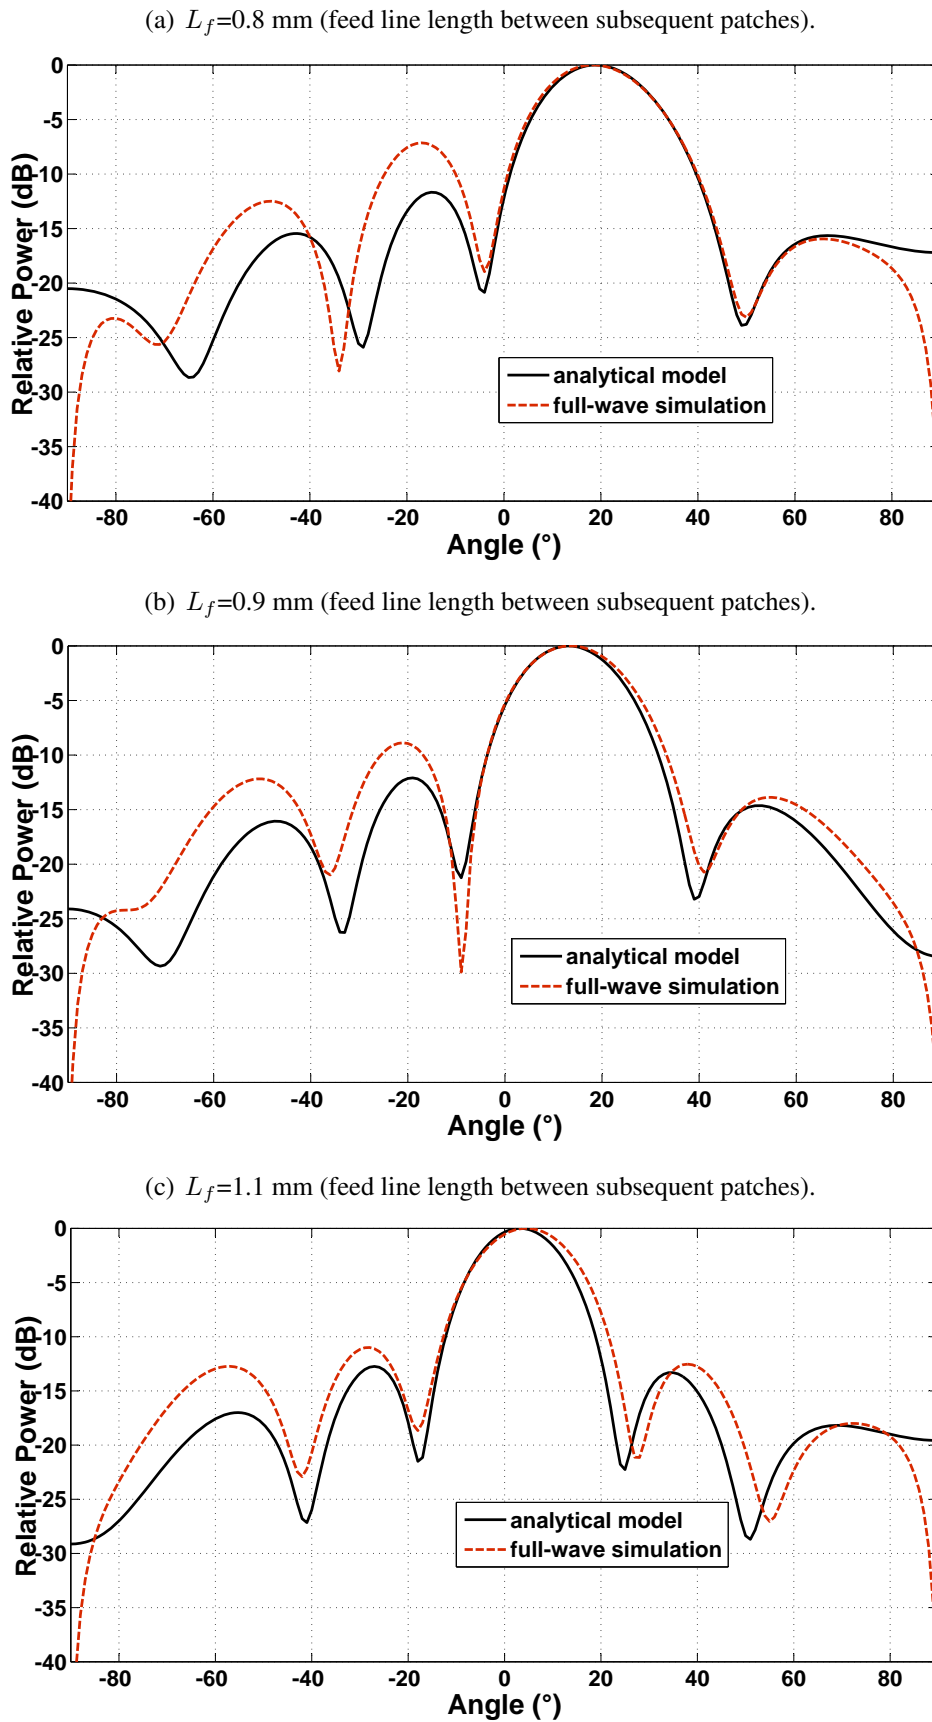 (a) L_f=0.8 mm (feed line length between subsequent patches).
0
-5
-10
-15
-20
-25
-30
-35
-40
Relative Power (dB)
analytical model
full-wave simulation
-80 -60 -40 -20 0 20 40 60 80
Angle (°)
(b) L_f=0.9 mm (feed line length between subsequent patches).
0
-5
-10
-15
-20
-25
-30
-35
-40
Relative Power (dB)
analytical model
full-wave simulation
-80 -60 -40 -20 0 20 40 60 80
Angle (°)
(c) L_f=1.1 mm (feed line length between subsequent patches).
0
-5
-10
-15
-20
-25
-30
-35
-40
Relative Power (dB)
analytical model
full-wave simulation
-80 -60 -40 -20 0 20 40 60 80
Angle (°)